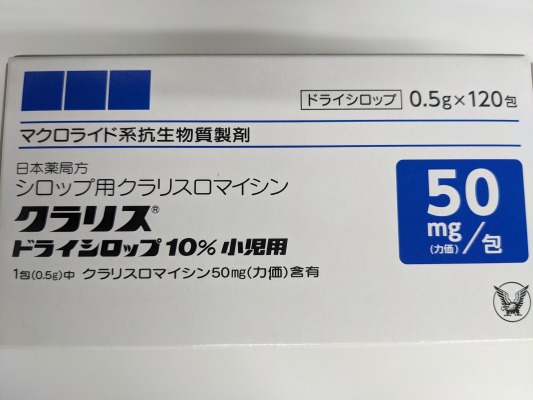 ドライシロップ 0.5g×120包
マクロライド系抗生物質製剤
日本薬局方
シロップ用クラリスロマイシン
クラリス®
ドライシロップ10% 小児用
1包(0.5g)中 クラリスロマイシン50mg(力価)含有
50
mg/包
(力価)